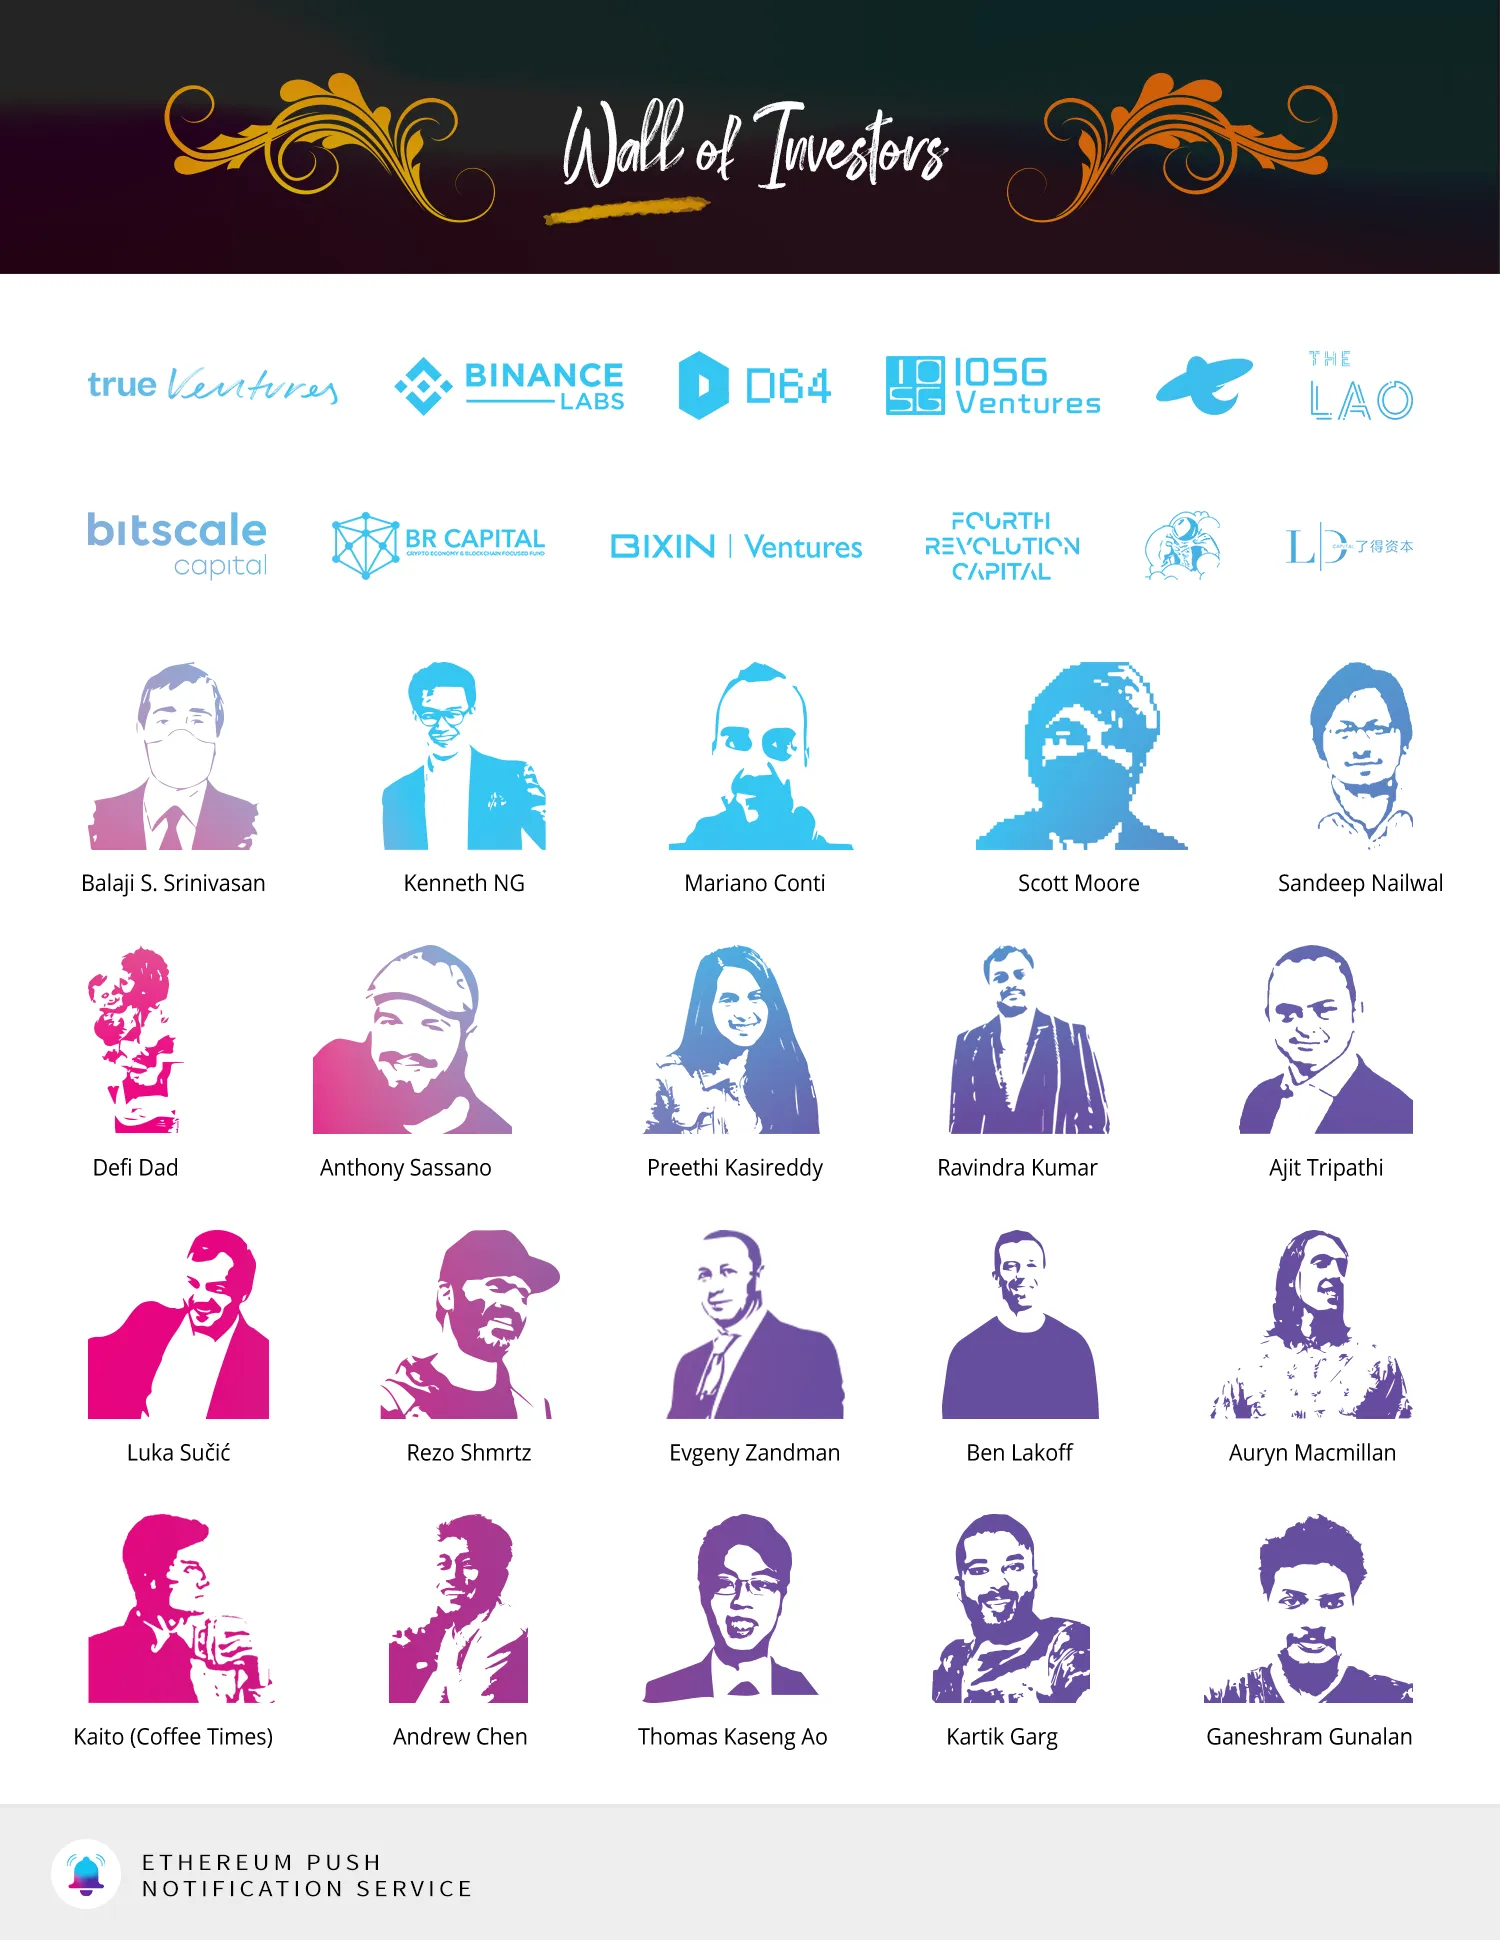 Wall of Investors
true Ventures
BINANCE
LABS
D64
IOSG
Ventures
IO
SG
THE
LAO
bitscale
capital
BR CAPITAL
CRYPTO ECONOMY & BLOCKCHAIN FOCUSED FUND
BIXIN | Ventures
FOURTH
REVOLUTION
CAPITAL
LD CAPITAL 了得资本
Balaji S. Srinivasan
Kenneth NG
Mariano Conti
Scott Moore
Sandeep Nailwal
Defi Dad
Anthony Sassano
Preethi Kasireddy
Ravindra Kumar
Ajit Tripathi
Luka Sučić
Rezo Shmrtz
Evgeny Zandman
Ben Lakoff
Auryn Macmillan
Kaito (Coffee Times)
Andrew Chen
Thomas Kaseng Ao
Kartik Garg
Ganeshram Gunalan
ETHEREUM PUSH
NOTIFICATION SERVICE